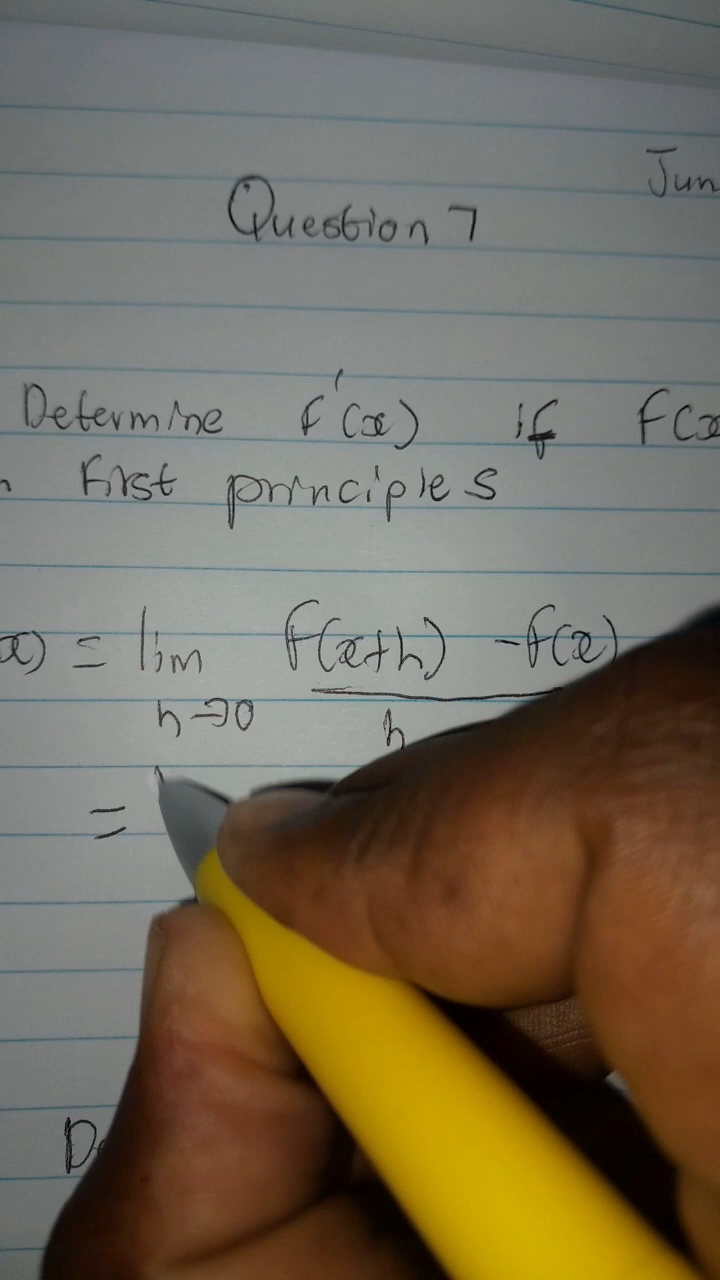 Jun
Question 7
Determine f'(x) if f(x
First principles
x) = lim f(x+h) - f(x)
h→0 h
=
D